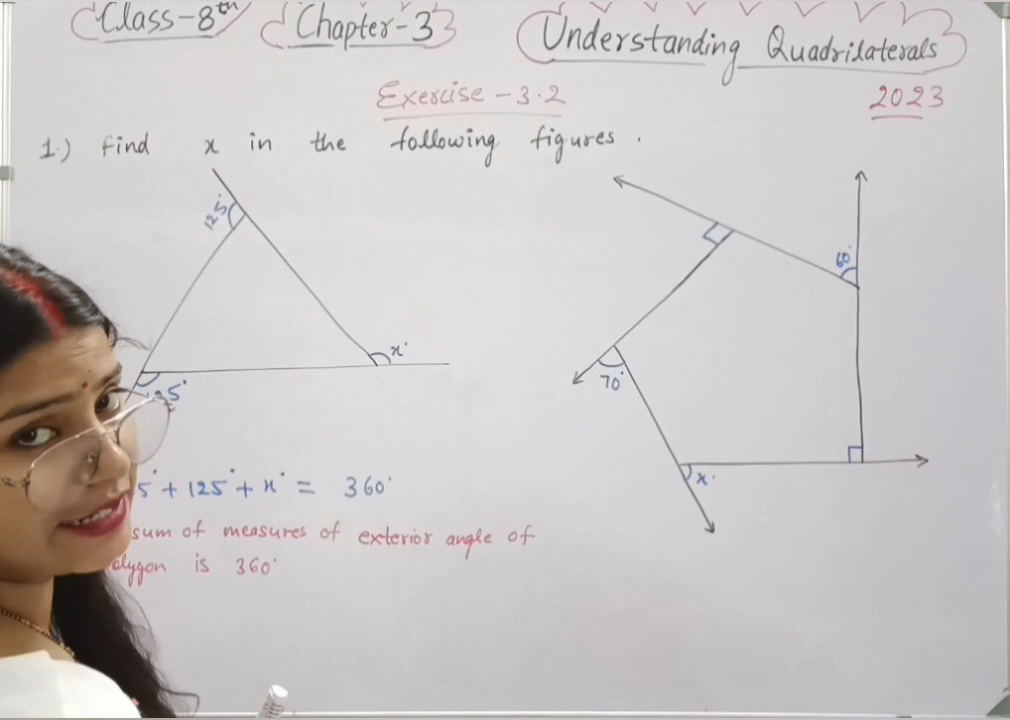 Class-8th Chapter-3 Understanding Quadrilaterals
Exercise - 3.2 2023
1.) Find x in the following figures.
125°
x°
60°
70°
x°
5° + 125° + x° = 360°
sum of measures of exterior angle of
is 360°